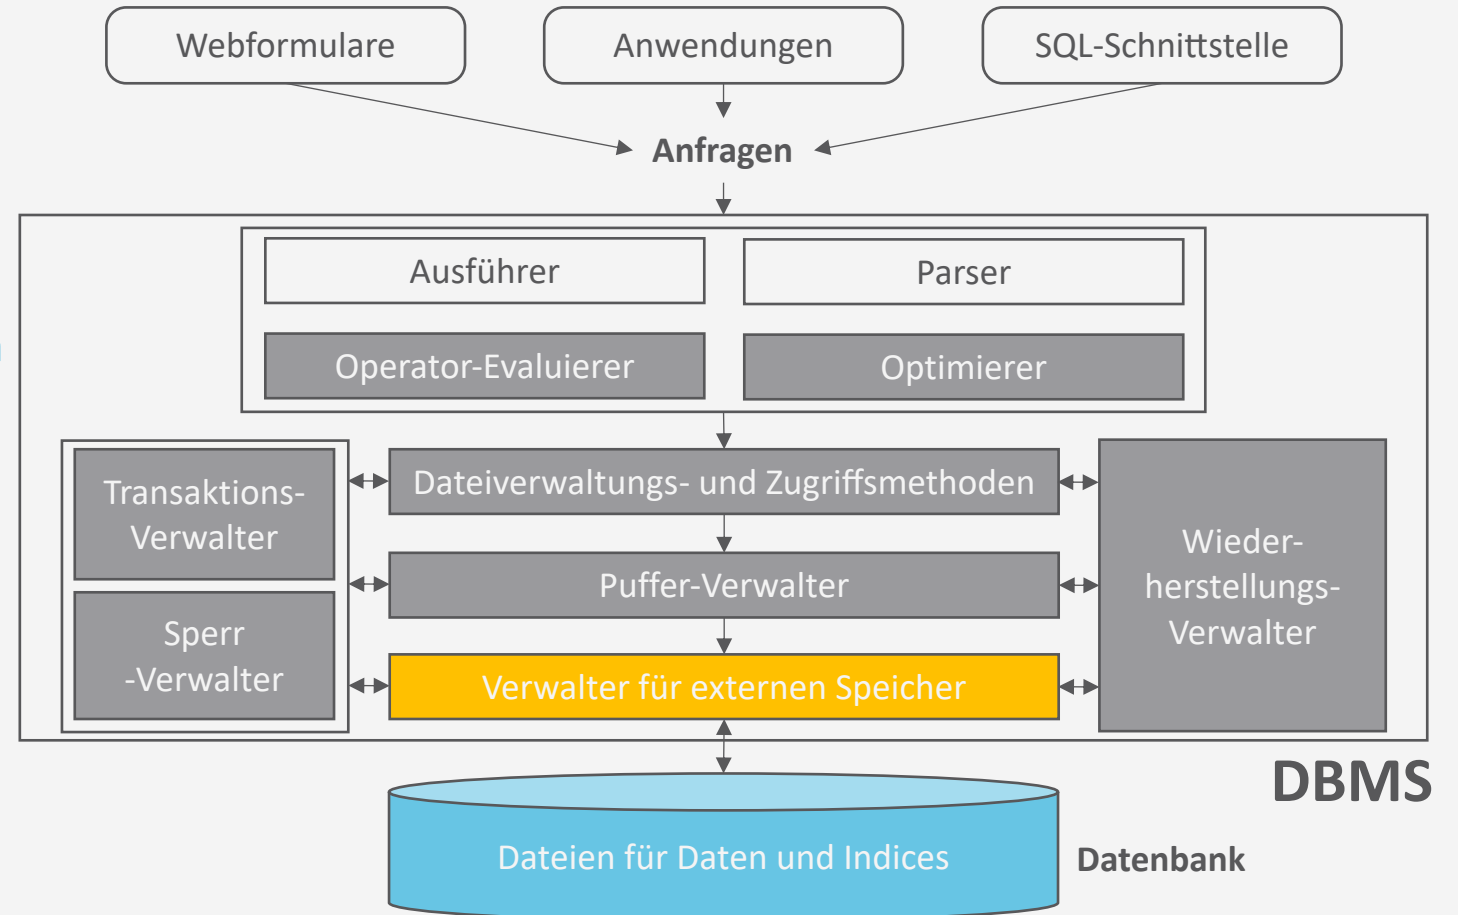 Webformulare
Anwendungen
SQL-Schnittstelle
Anfragen
Ausführer
Parser
Operator-Evaluierer
Optimierer
Transaktions-
Verwalter
Dateiverwaltungs- und Zugriffsmethoden
Puffer-Verwalter
Wieder-
herstellungs-
Verwalter
Sperr
-Verwalter
Verwalter für externen Speicher
DBMS
Dateien für Daten und Indices
Datenbank